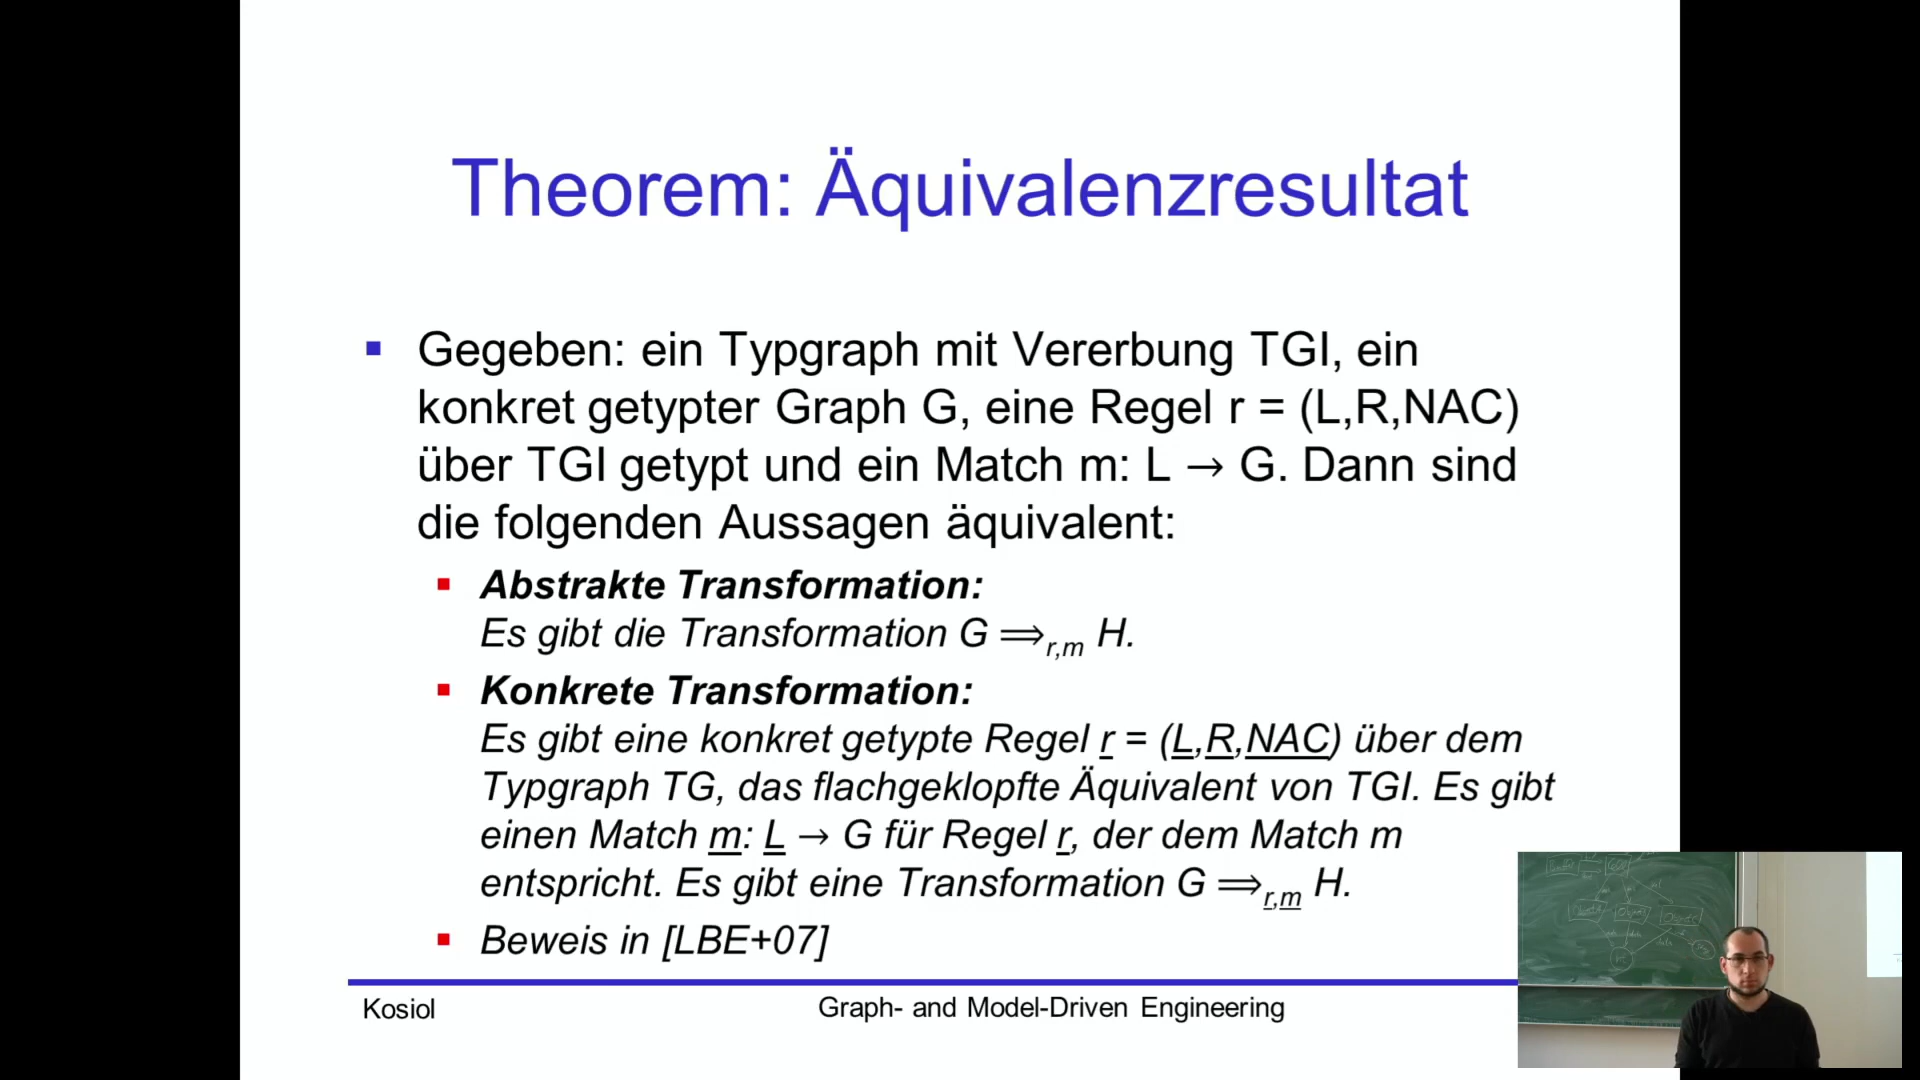 Theorem: Äquivalenzresultat
▪ Gegeben: ein Typgraph mit Vererbung TGI, ein
konkret getypter Graph G, eine Regel r = (L,R,NAC)
über TGI getypt und ein Match m: L → G. Dann sind
die folgenden Aussagen äquivalent:
▪ Abstrakte Transformation:
Es gibt die Transformation G ⟹r,m H.
▪ Konkrete Transformation:
Es gibt eine konkret getypte Regel r = (L,R,NAC) über dem
Typgraph TG, das flachgeklopfte Äquivalent von TGI. Es gibt
einen Match m: L → G für Regel r, der dem Match m
entspricht. Es gibt eine Transformation G ⟹r,m H.
▪ Beweis in [LBE+07]
Kosiol
Graph- and Model-Driven Engineering